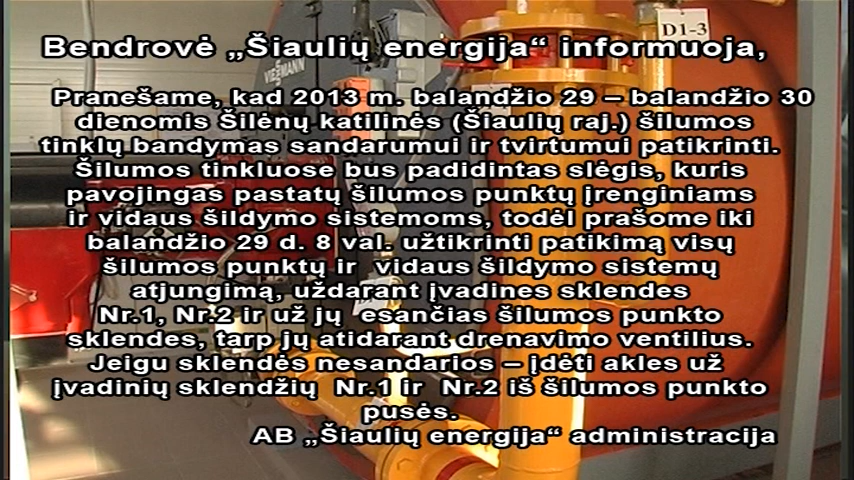 D1-3
VIESMANN
Bendrovė „Šiaulių energija“ informuoja,
Pranešame, kad 2013 m. balandžio 29 – balandžio 30
dienomis Šilėnų katilinės (Šiaulių raj.) šilumos
tinklų bandymas sandarumui ir tvirtumui patikrinti.
Šilumos tinkluose bus padidintas slėgis, kuris
pavojingas pastatų šilumos punktų įrenginiams
ir vidaus šildymo sistemoms, todėl prašome iki
balandžio 29 d. 8 val. užtikrinti patikimą visų
šilumos punktų ir vidaus šildymo sistemų
atjungimą, uždarant įvadines sklendes
Nr.1, Nr.2 ir už jų esančias šilumos punkto
sklendes, tarp jų atidarant drenavimo ventilius.
Jeigu sklendės nesandarios – įdėti akles už
įvadinių sklendžių Nr.1 ir Nr.2 iš šilumos punkto
pusės.
AB „Šiaulių energija“ administracija